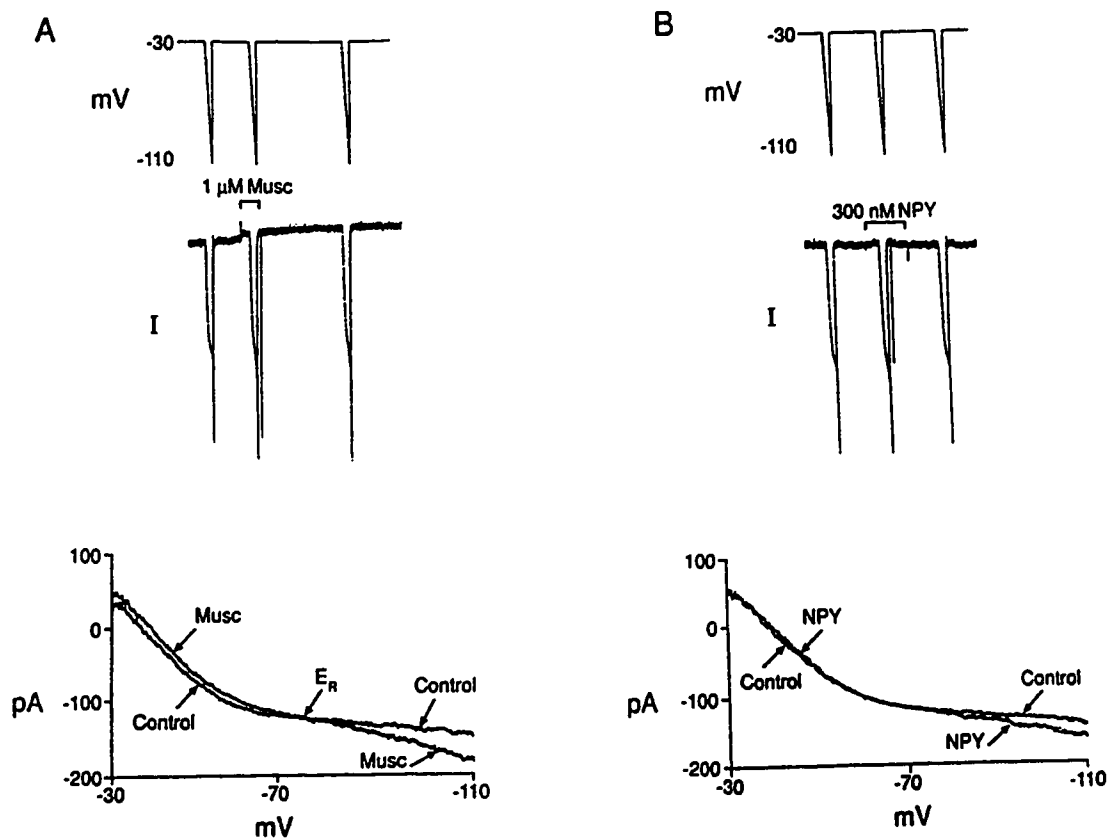 A
-30
mV
-110
1 μM Musc
I
100
0
pA
-100
-200
Musc
Control
E_R
Control
Musc
-30
-70
-110
mV
B
-30
mV
-110
300 nM NPY
I
100
0
pA
-100
-200
NPY
Control
Control
NPY
-30
-70
-110
mV